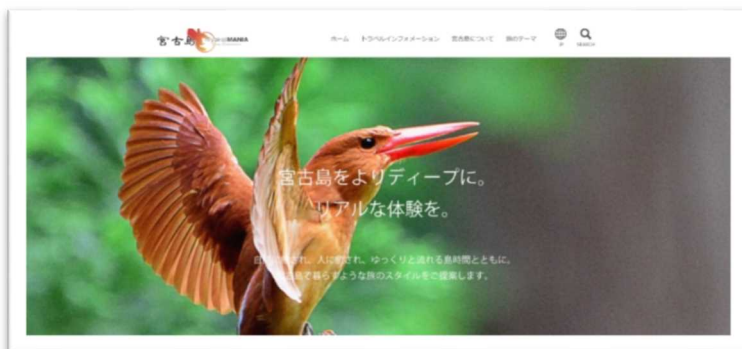 宮古島 MANIA
ホーム トラベルインフォメーション 宮古島について 旅のテーマ JP SEARCH
宮古島をよりディープに。
リアルな体験を。
され、人に され、ゆっくりと流れる島時間とともに。
島で暮らすような旅のスタイルをご提案します。